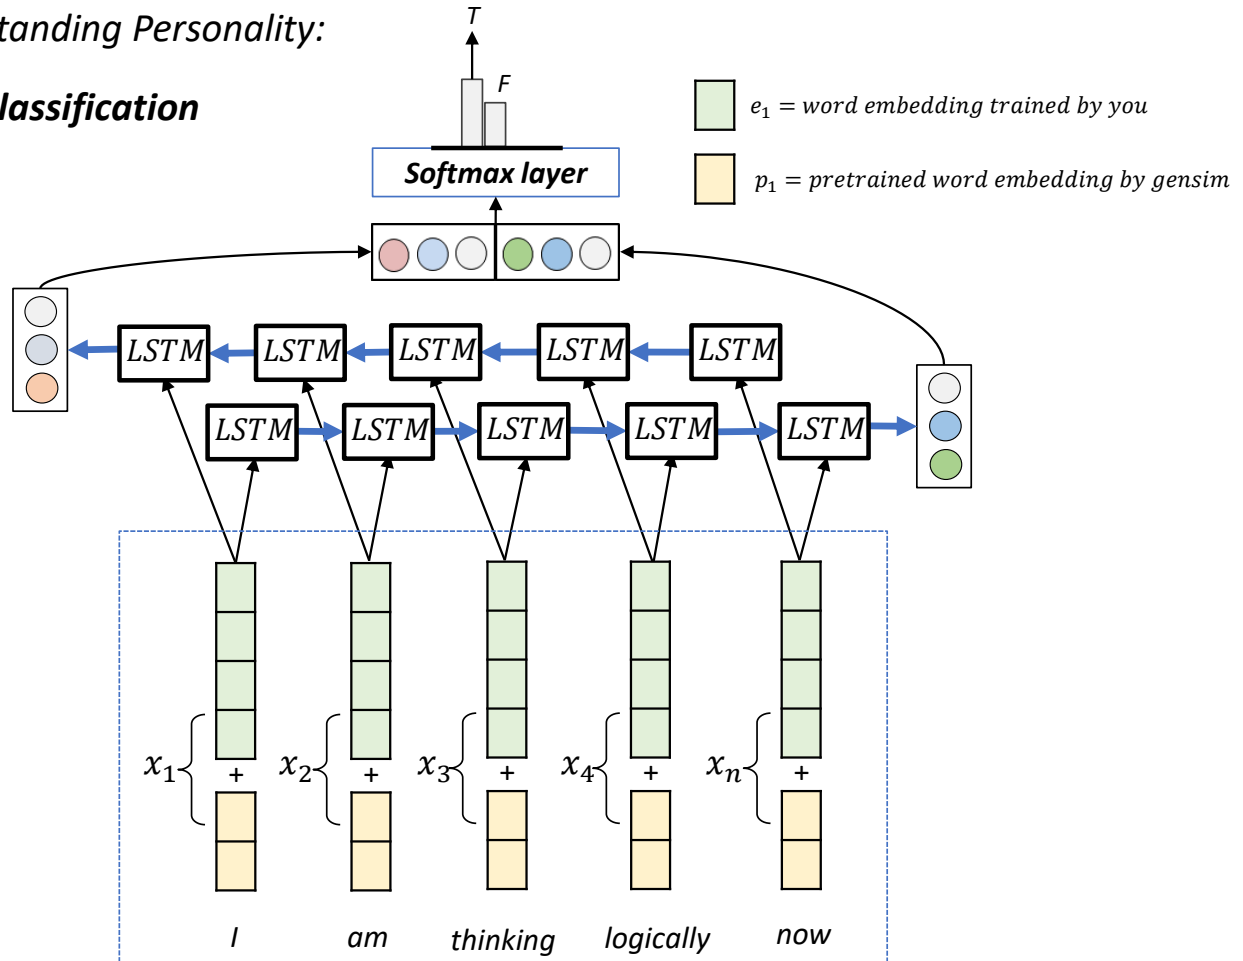 standing Personality:
lassification
T
F
Softmax layer
e₁ = word embedding trained by you
p₁ = pretrained word embedding by gensim
LSTM LSTM LSTM LSTM LSTM
LSTM LSTM LSTM LSTM LSTM
x₁ x₂ x₃ x₄ xₙ
+ + + + +
I am thinking logically now